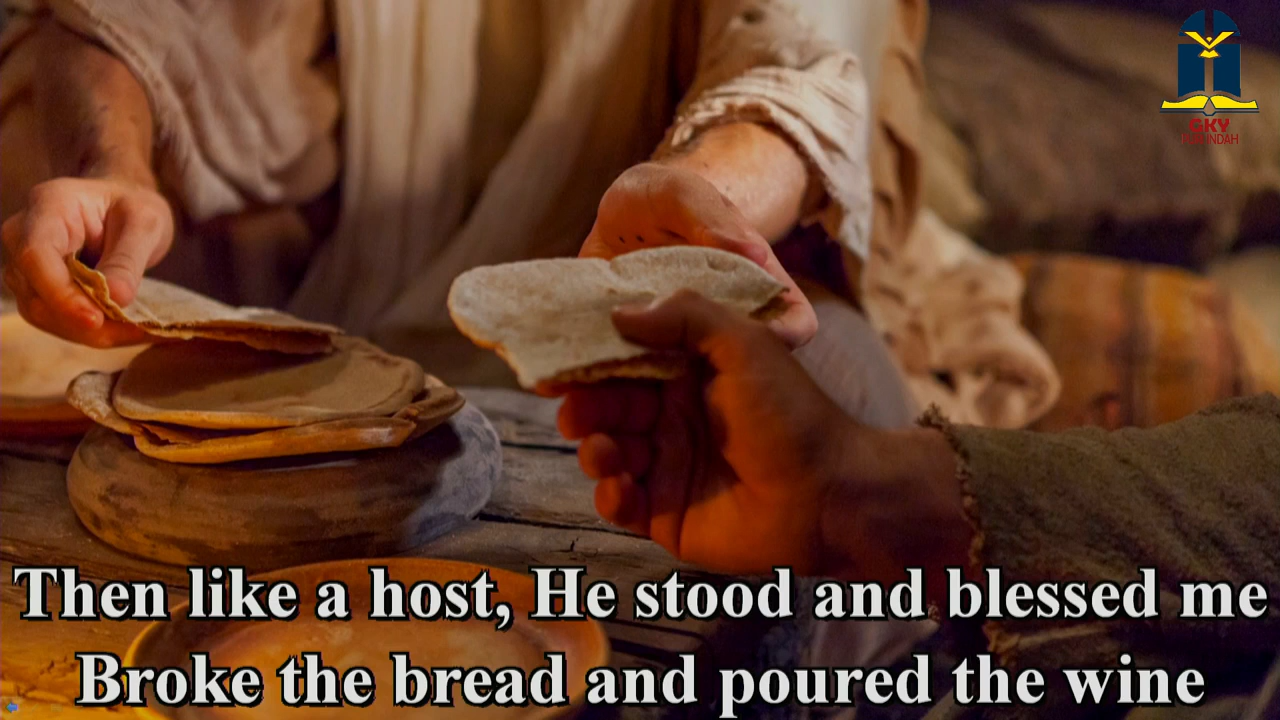 GKY
Then like a host, He stood and blessed me
Broke the bread and poured the wine